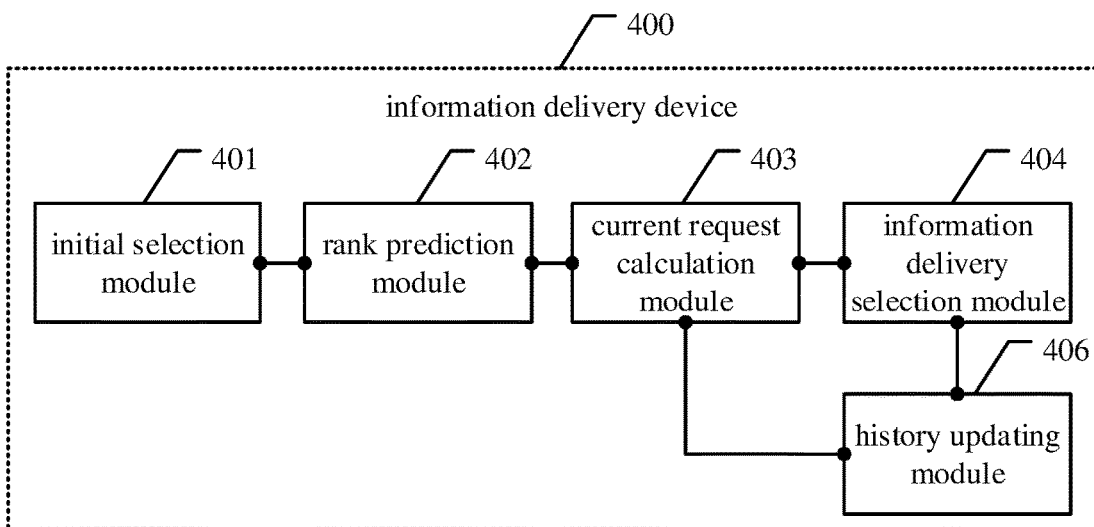 400
information delivery device
401
402
403
404
initial selection
module
rank prediction
module
current request
calculation
module
information
delivery
selection module
406
history updating
module